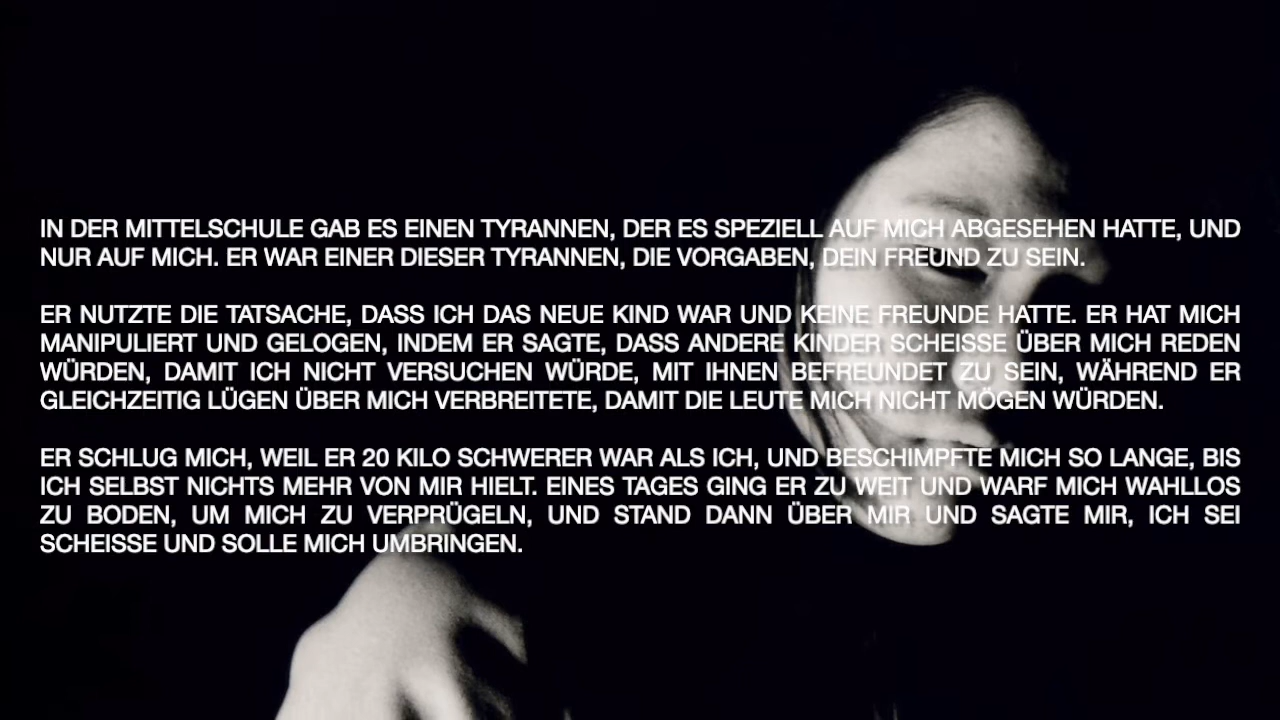 IN DER MITTELSCHULE GAB ES EINEN TYRANNEN, DER ES SPEZIELL AUF MICH ABGESEHEN HATTE, UND
NUR AUF MICH. ER WAR EINER DIESER TYRANNEN, DIE VORGABEN, DEIN FREUND ZU SEIN.
ER NUTZTE DIE TATSACHE, DASS ICH DAS NEUE KIND WAR UND KEINE FREUNDE HATTE. ER HAT MICH
MANIPULIERT UND GELOGEN, INDEM ER SAGTE, DASS ANDERE KINDER SCHEISSE ÜBER MICH REDEN
WÜRDEN, DAMIT ICH NICHT VERSUCHEN WÜRDE, MIT IHNEN BEFREUNDET ZU SEIN, WÄHREND ER
GLEICHZEITIG LÜGEN ÜBER MICH VERBREITETE, DAMIT DIE LEUTE MICH NICHT MÖGEN WÜRDEN.
ER SCHLUG MICH, WEIL ER 20 KILO SCHWERER WAR ALS ICH, UND BESCHIMPFTE MICH SO LANGE, BIS
ICH SELBST NICHTS MEHR VON MIR HIELT. EINES TAGES GING ER ZU WEIT UND WARF MICH WAHLLOS
ZU BODEN, UM MICH ZU VERPRÜGELN, UND STAND DANN ÜBER MIR UND SAGTE MIR, ICH SEI
SCHEISSE UND SOLLE MICH UMBRINGEN.